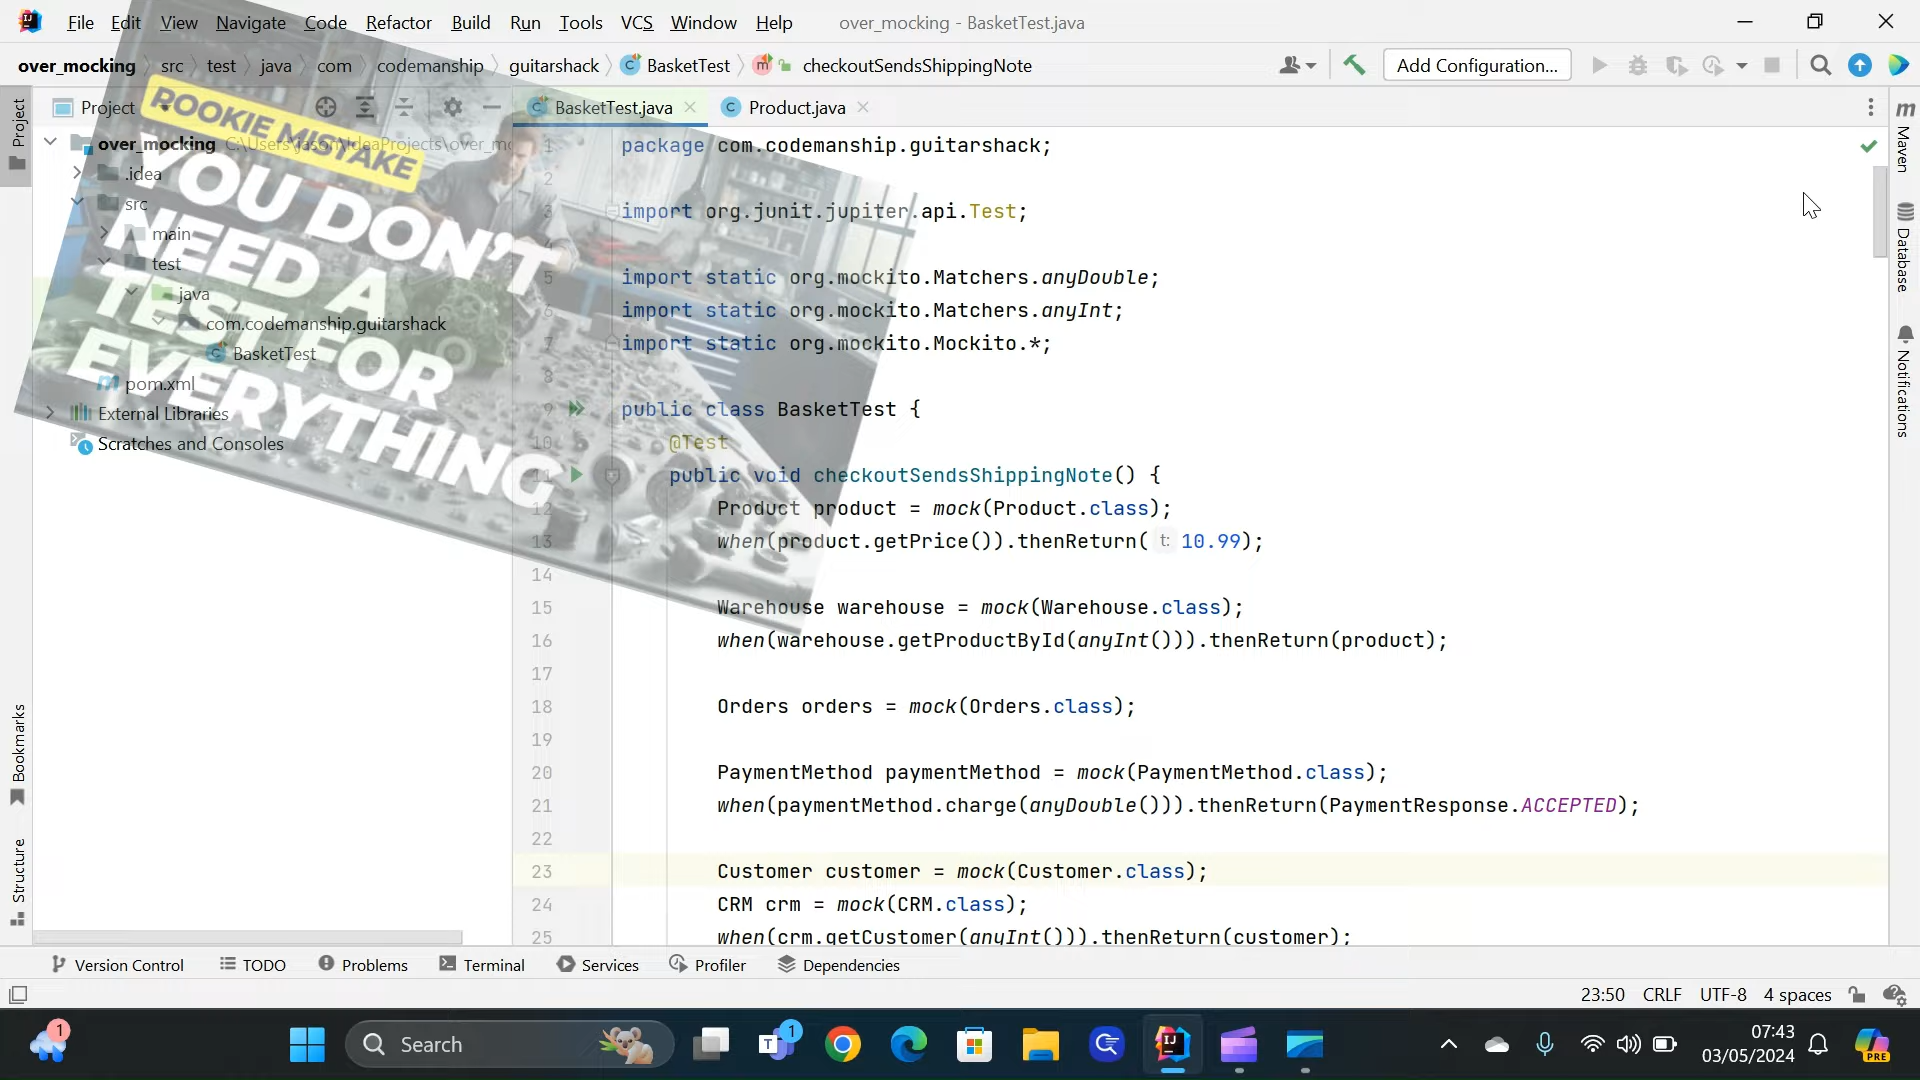 File Edit View Navigate Code Refactor Build Run Tools VCS Window Help over_mocking - BasketTest.java
over_mocking src test java com codemanship guitarshack BasketTest checkoutSendsShippingNote Add Configuration...
Project BasketTest.java Product.java
ROOKIE MISTAKE
YOU DON'T
NEED A
TEST FOR
EVERYTHING
over_mocking C:\Users\jason\IdeaProjects\over_mo
.idea
src
main
test
java
com.codemanship.guitarshack
BasketTest
pom.xml
External Libraries
Scratches and Consoles
1 package com.codemanship.guitarshack;
2
3 import org.junit.jupiter.api.Test;
4
5 import static org.mockito.Matchers.anyDouble;
6 import static org.mockito.Matchers.anyInt;
7 import static org.mockito.Mockito.*;
8
9 public class BasketTest {
10 @Test
11 public void checkoutSendsShippingNote() {
12 Product product = mock(Product.class);
13 when(product.getPrice()).thenReturn( t: 10.99);
14
15 Warehouse warehouse = mock(Warehouse.class);
16 when(warehouse.getProductById(anyInt())).thenReturn(product);
17
18 Orders orders = mock(Orders.class);
19
20 PaymentMethod paymentMethod = mock(PaymentMethod.class);
21 when(paymentMethod.charge(anyDouble())).thenReturn(PaymentResponse.ACCEPTED);
22
23 Customer customer = mock(Customer.class);
24 CRM crm = mock(CRM.class);
25 when(crm.getCustomer(anyInt())).thenReturn(customer);
Project
Bookmarks
Structure
m
Maven
Database
Notifications
Version Control TODO Problems Terminal Services Profiler Dependencies
23:50 CRLF UTF-8 4 spaces
1 Search T 1 IJ 07:43
03/05/2024 PRE